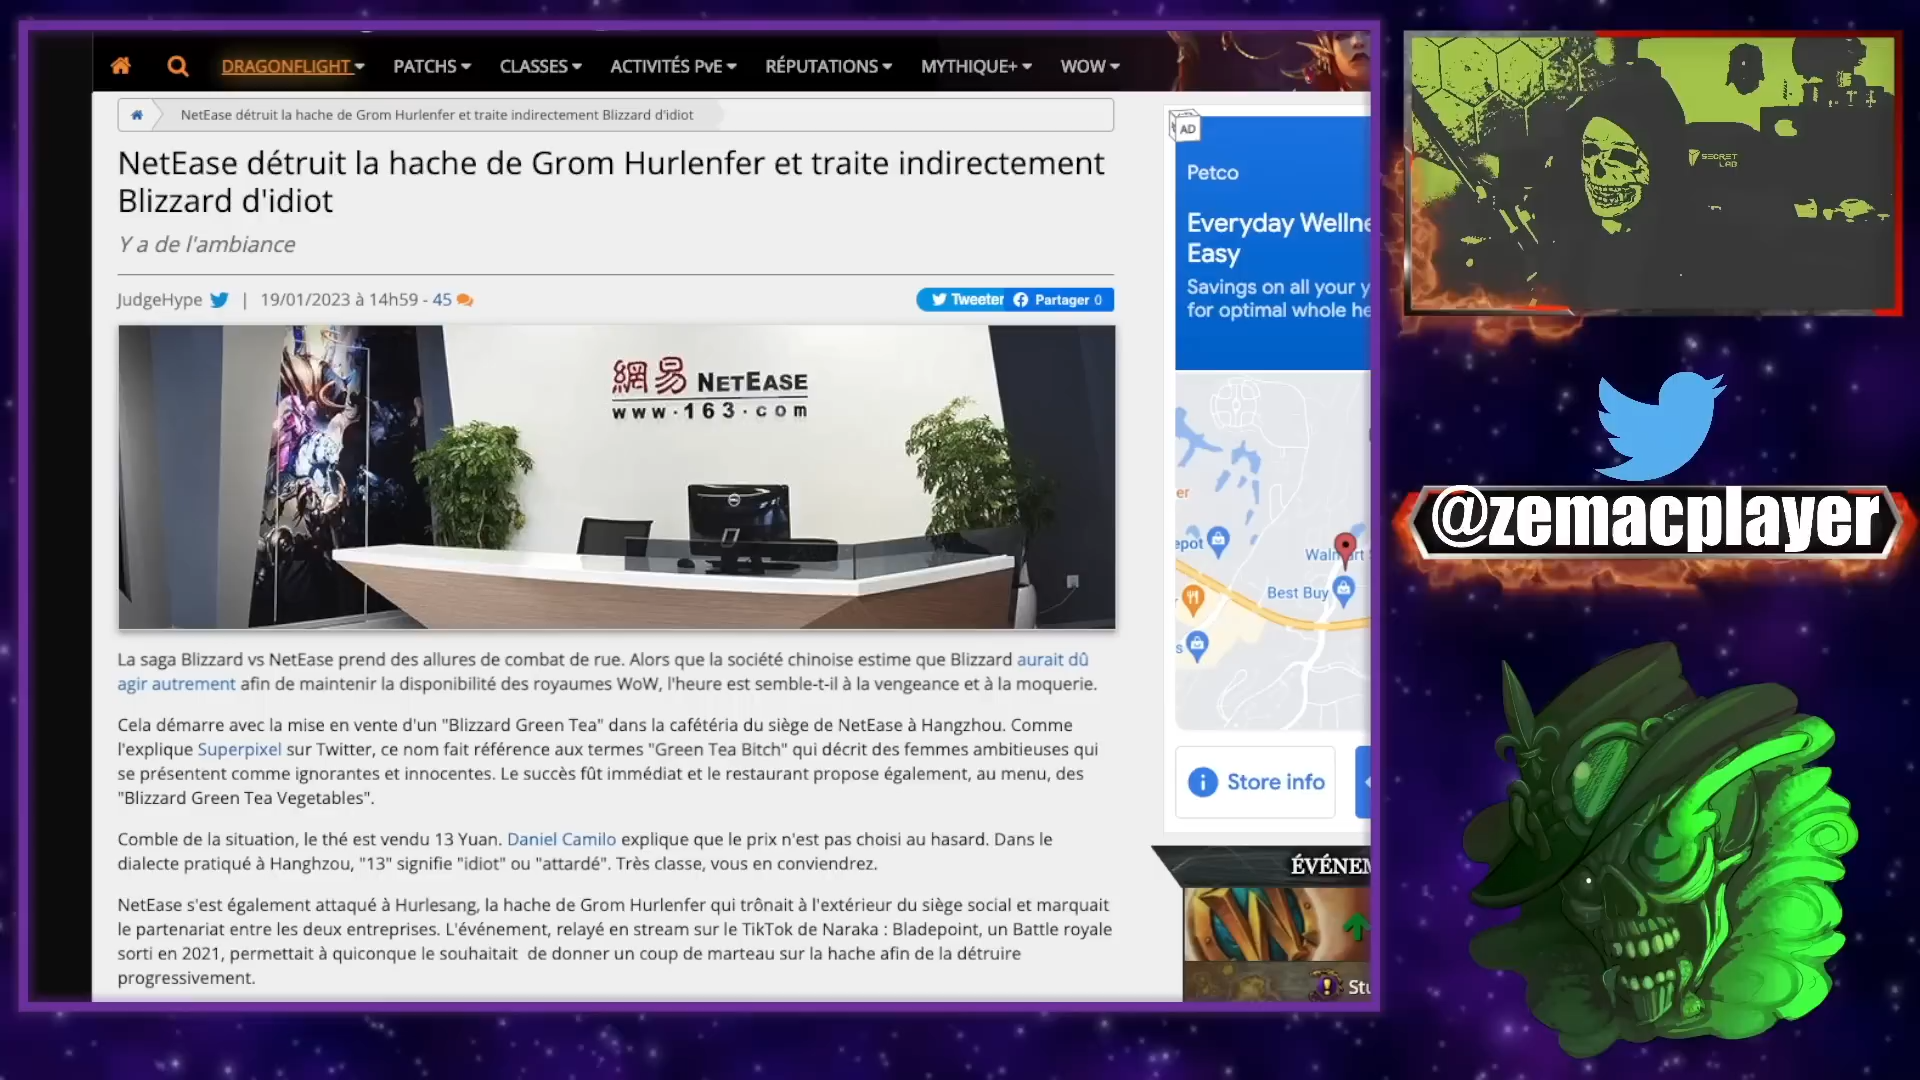 DRAGONFLIGHT PATCHS CLASSES ACTIVITÉS PvE RÉPUTATIONS MYTHIQUE+ WOW
NetEase détruit la hache de Grom Hurlenfer et traite indirectement Blizzard d'idiot
NetEase détruit la hache de Grom Hurlenfer et traite indirectement
Blizzard d'idiot
Y a de l'ambiance
JudgeHype | 19/01/2023 à 14h59 - 45
Tweeter Partager 0
網易 NETEASE
www.163.com
DELL
La saga Blizzard vs NetEase prend des allures de combat de rue. Alors que la société chinoise estime que Blizzard aurait dû
agir autrement afin de maintenir la disponibilité des royaumes WoW, l'heure est semble-t-il à la vengeance et à la moquerie.
Cela démarre avec la mise en vente d'un "Blizzard Green Tea" dans la cafétéria du siège de NetEase à Hangzhou. Comme
l'explique Superpixel sur Twitter, ce nom fait référence aux termes "Green Tea Bitch" qui décrit des femmes ambitieuses qui
se présentent comme ignorantes et innocentes. Le succès fût immédiat et le restaurant propose également, au menu, des
"Blizzard Green Tea Vegetables".
Comble de la situation, le thé est vendu 13 Yuan. Daniel Camilo explique que le prix n'est pas choisi au hasard. Dans le
dialecte pratiqué à Hanghzou, "13" signifie "idiot" ou "attardé". Très classe, vous en conviendrez.
NetEase s'est également attaqué à Hurlesang, la hache de Grom Hurlenfer qui trônait à l'extérieur du siège social et marquait
le partenariat entre les deux entreprises. L'événement, relayé en stream sur le TikTok de Naraka : Bladepoint, un Battle royale
sorti en 2021, permettait à quiconque le souhaitait de donner un coup de marteau sur la hache afin de la détruire
progressivement.
AD
Petco
Everyday Wellne
Easy
Savings on all your y
for optimal whole he
er
epot
Walmart
Best Buy
s
Store info
ÉVÉNEM
Stu
SECRET
LAB
@zemacplayer